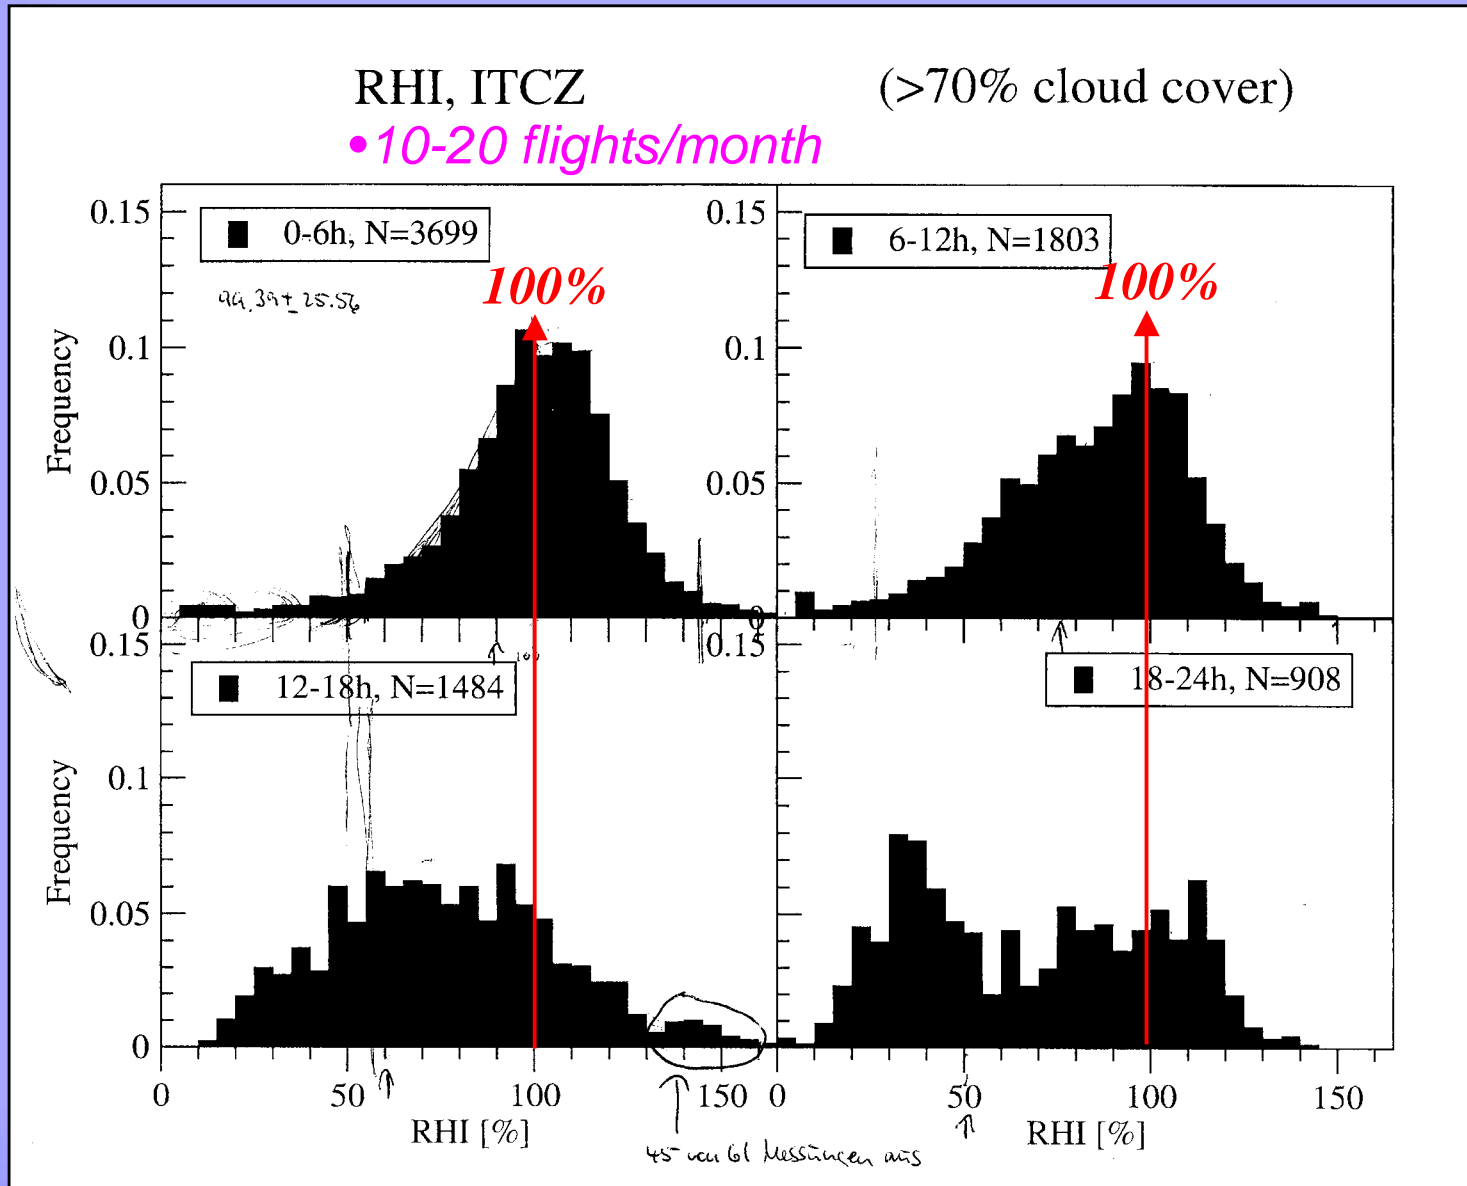 RHI, ITCZ (>70% cloud cover)
•10-20 flights/month
0.15 0-6h, N=3699 0.15 6-12h, N=1803
100% 100%
25.56
0.1 0.1
Frequency
0.05 0.05
0 0
0.15 0.15
12-18h, N=1484 18-24h, N=908
0.1
Frequency
0.05
0
0 50 100 150 0 50 100 150
RHI [%] RHI [%]
45 von 61 Messungen aus